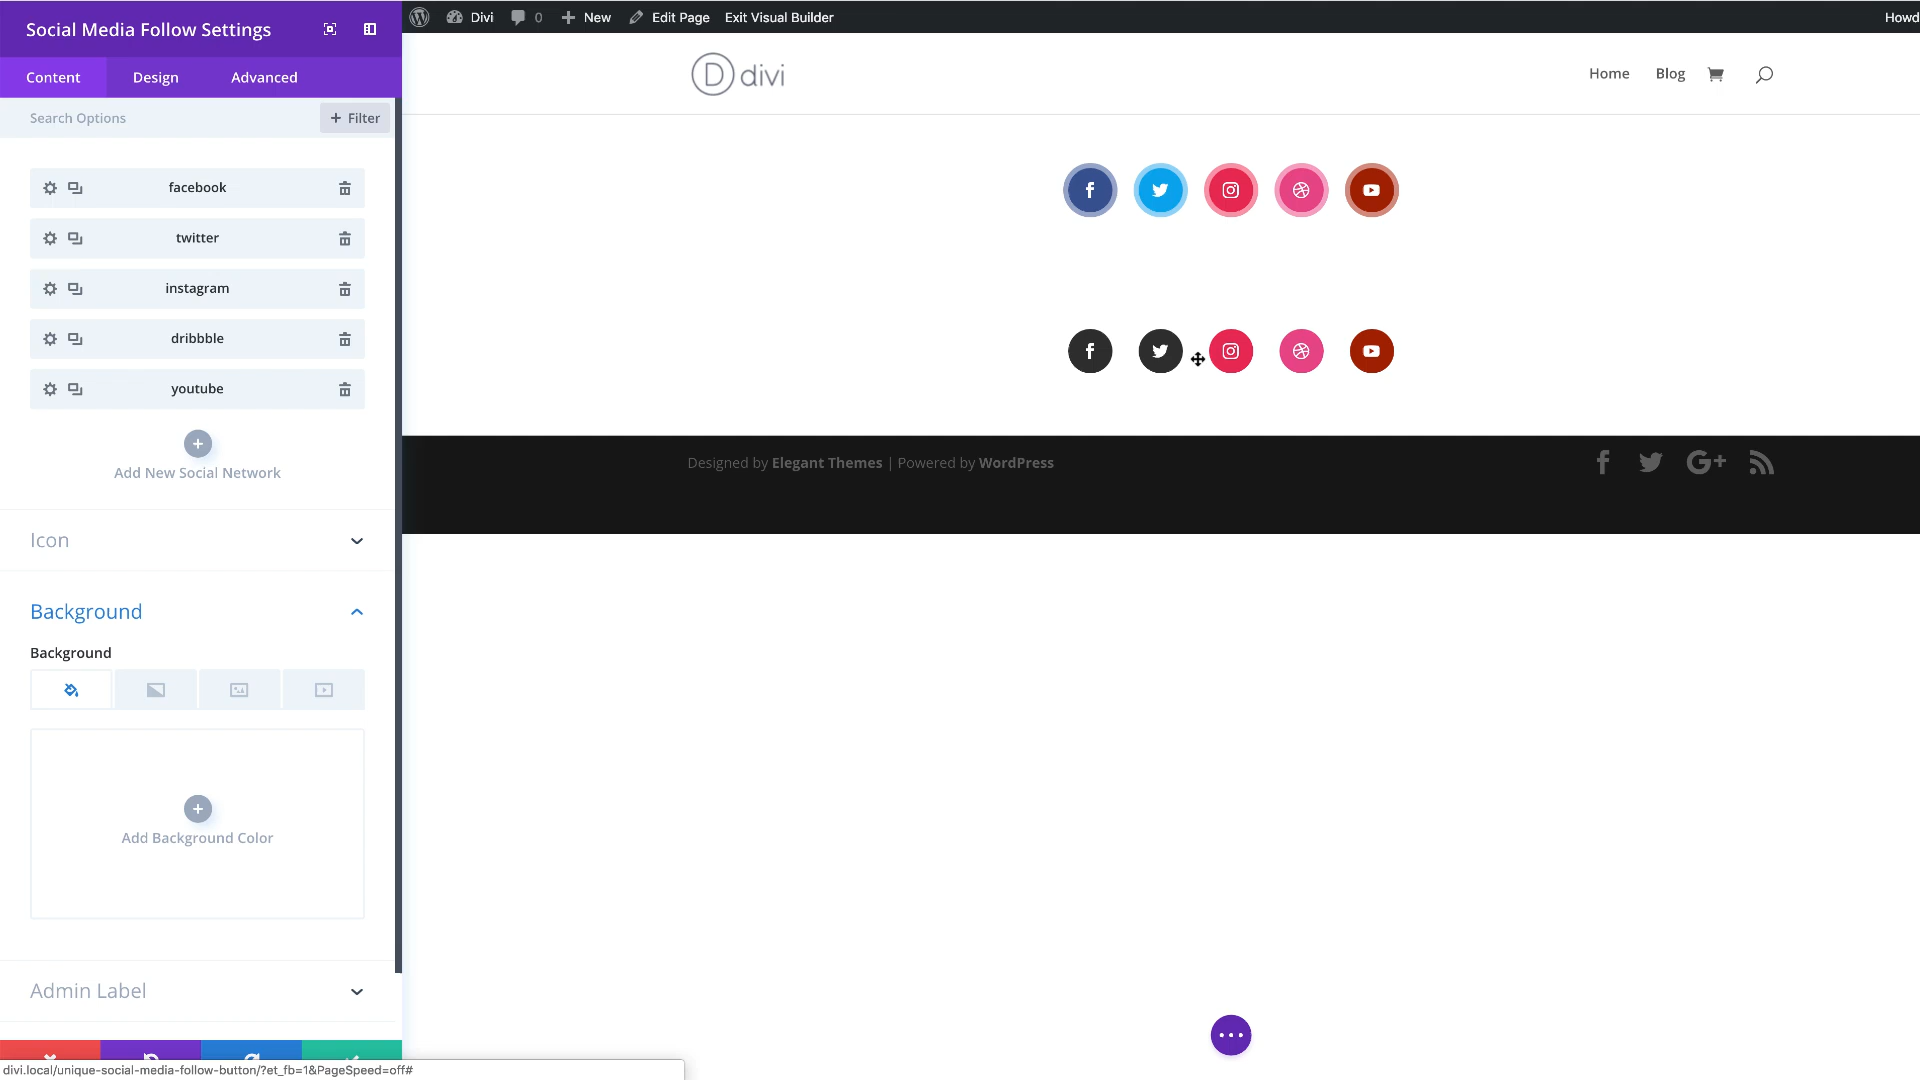 Social Media Follow Settings
Content Design Advanced
Search Options + Filter
facebook
twitter
instagram
dribbble
youtube
Add New Social Network
Icon
Background
Background
Add Background Color
Admin Label
divi.local/unique-social-media-follow-button/?et_fb=1&PageSpeed=off#
Divi 0 New Edit Page Exit Visual Builder Howd
D divi
Home Blog
Designed by Elegant Themes | Powered by WordPress